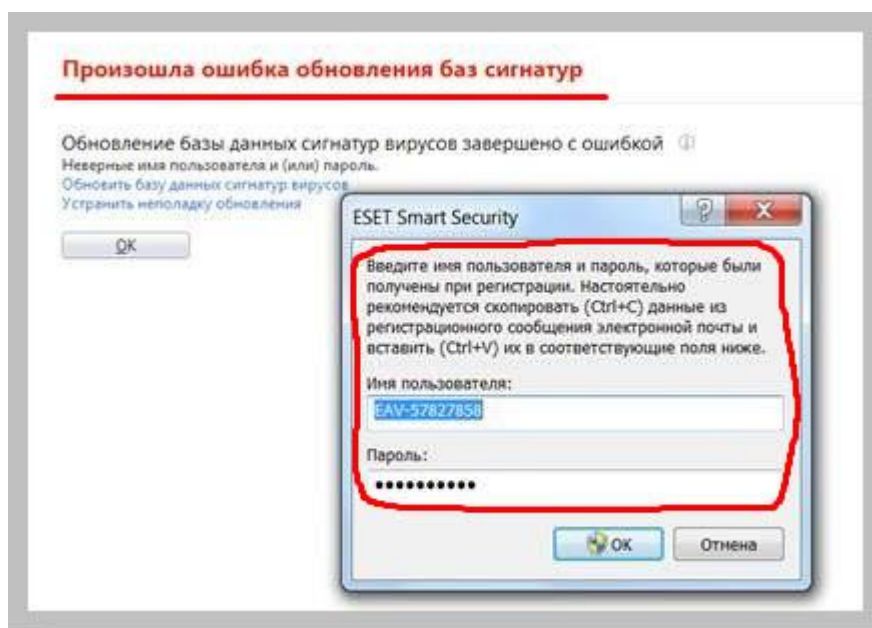 Произошла ошибка обновления баз сигнатур
Обновление базы данных сигнатур вирусов завершено с ошибкой
Неверные имя пользователя и (или) пароль.
Обновить базу данных сигнатур вирусов
Устранить неполадку обновления
OK
ESET Smart Security
Введите имя пользователя и пароль, которые были
получены при регистрации. Настоятельно
рекомендуется скопировать (Ctrl+C) данные из
регистрационного сообщения электронной почты и
вставить (Ctrl+V) их в соответствующие поля ниже.
Имя пользователя:
EAV-57827858
Пароль:
●●●●●●●●●●
OK Отмена